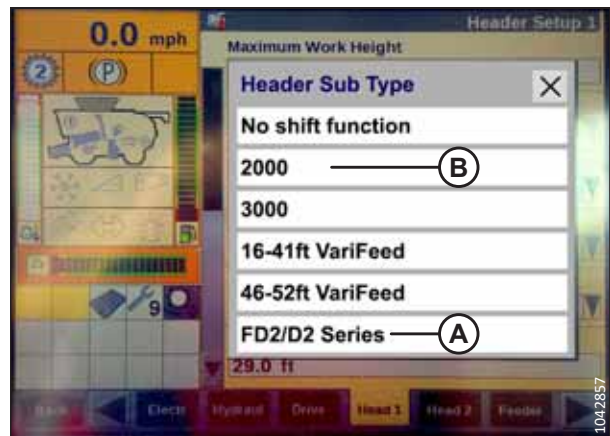 0.0 mph
Header Setup 1
Maximum Work Height
2
(P)
Header Sub Type
No shift function
2000
B
3000
16-41ft VariFeed
46-52ft VariFeed
FD2/D2 Series
A
9
29.0 ft
Back
Electr
Hydraul
Drive
Head 1
Head 2
Feeder
1042857